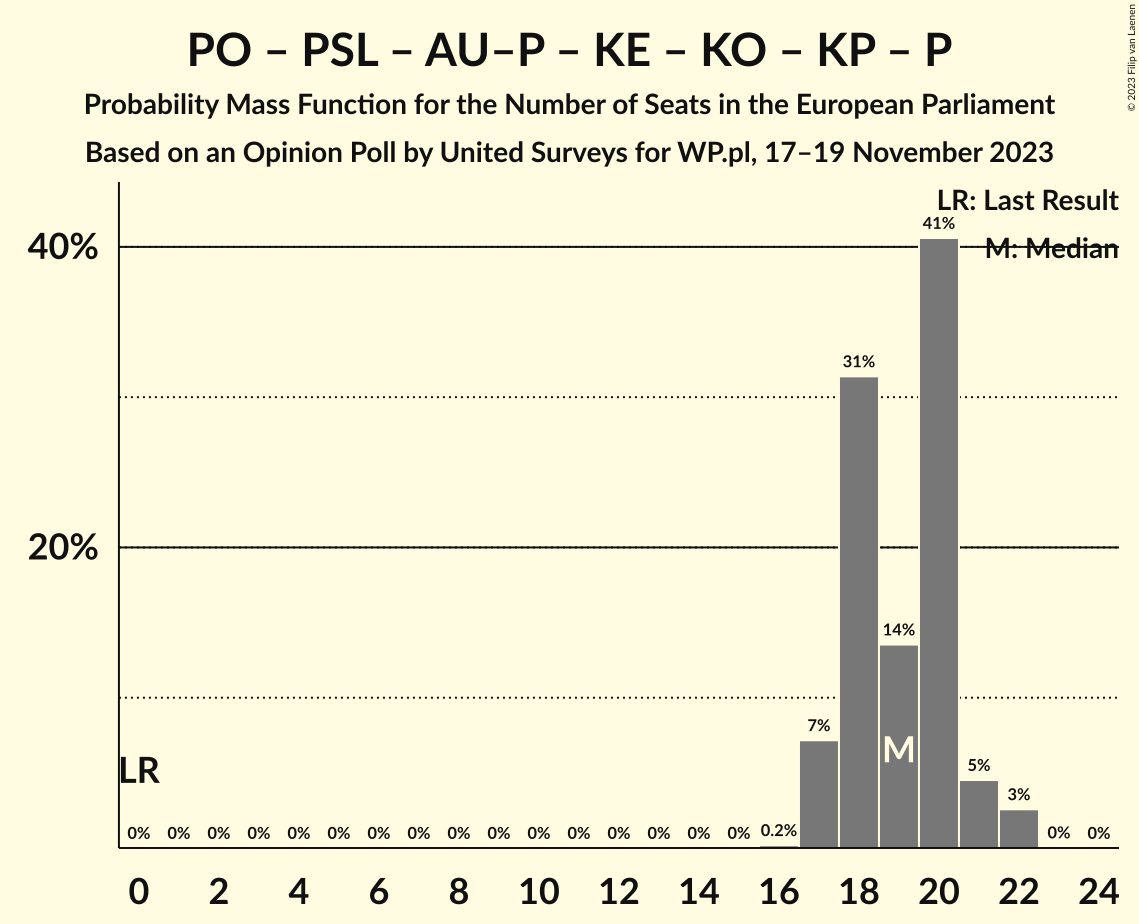 PO – PSL – AU–P – KE – KO – KP – P
Probability Mass Function for the Number of Seats in the European Parliament
Based on an Opinion Poll by United Surveys for WP.pl, 17–19 November 2023
© 2023 Filip van Laenen
LR: Last Result
M: Median
40%
20%
41%
31%
14%
7%
M
5%
3%
LR
0% 0% 0% 0% 0% 0% 0% 0% 0% 0% 0% 0% 0% 0% 0% 0% 0.2% 0% 0%
0 2 4 6 8 10 12 14 16 18 20 22 24